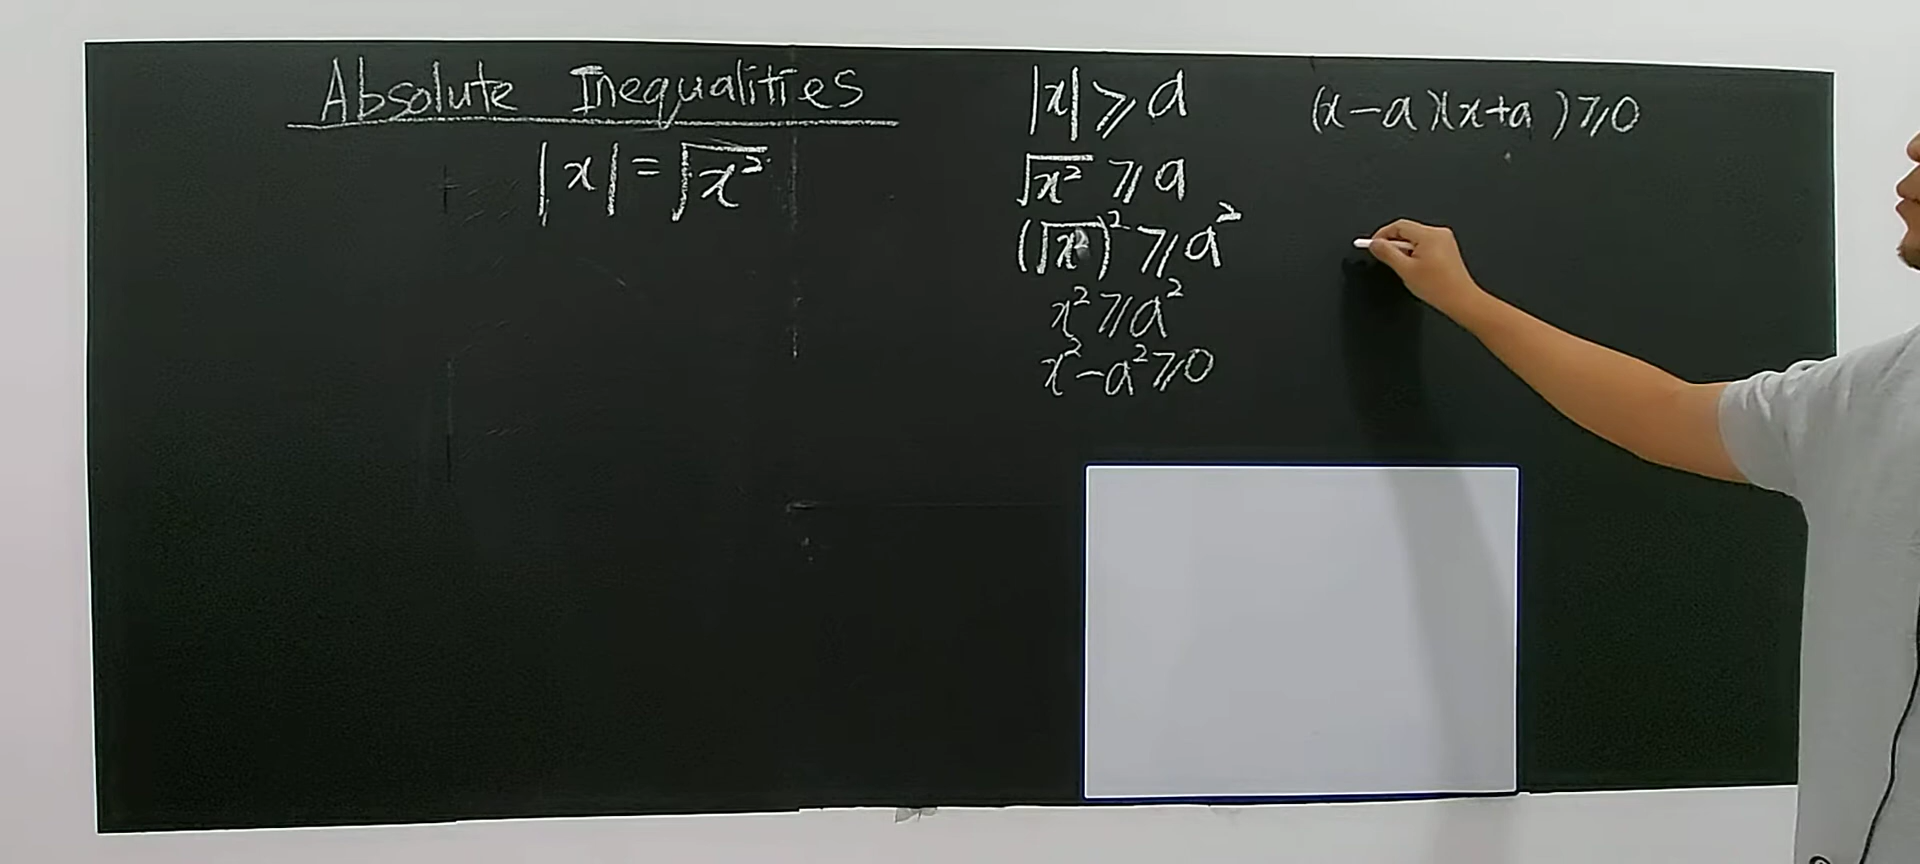 Absolute Inequalities
|x| = √x²
|x| ⩾ a
√x² ⩾ a
(√x²)² ⩾ a²
x² ⩾ a²
x² - a² ⩾ 0
(x - a)(x + a) ⩾ 0